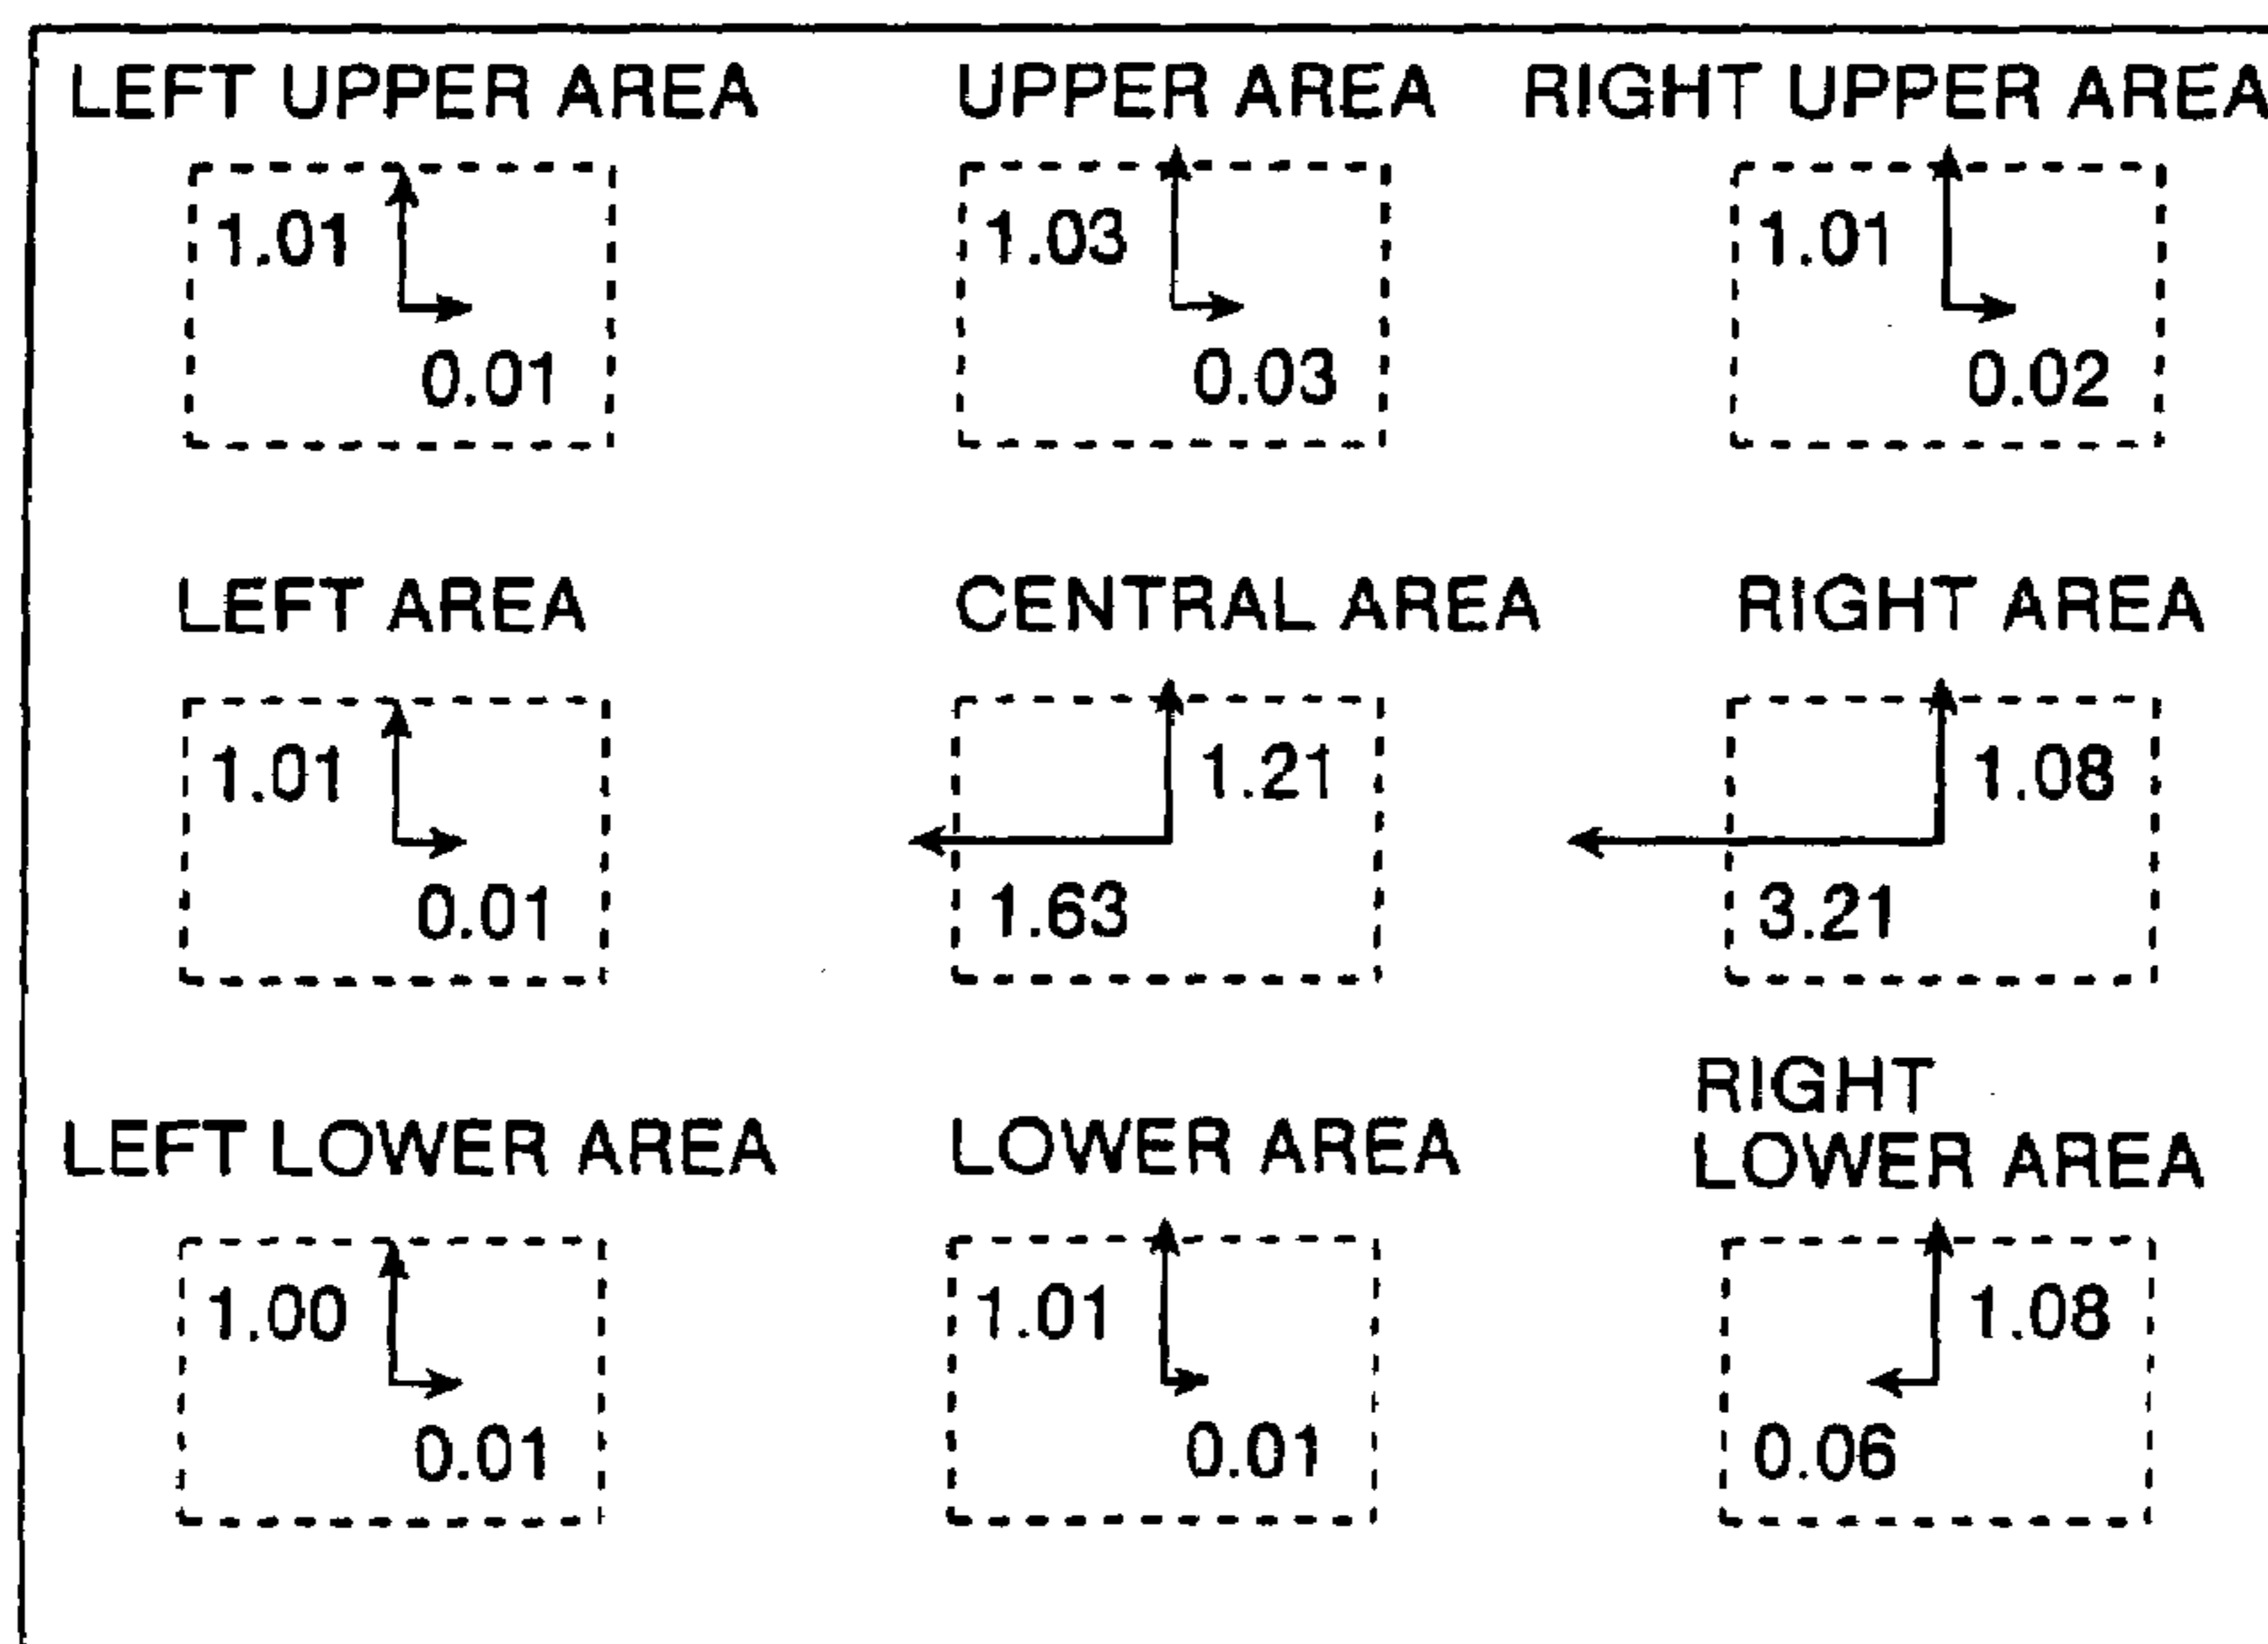 LEFT UPPER AREA UPPER AREA RIGHT UPPER AREA
1.01 1.03 1.01
0.01 0.03 0.02
LEFT AREA CENTRAL AREA RIGHT AREA
1.01 1.21 1.08
0.01 1.63 3.21
RIGHT
LEFT LOWER AREA LOWER AREA LOWER AREA
1.00 1.01 1.08
0.01 0.01 0.06